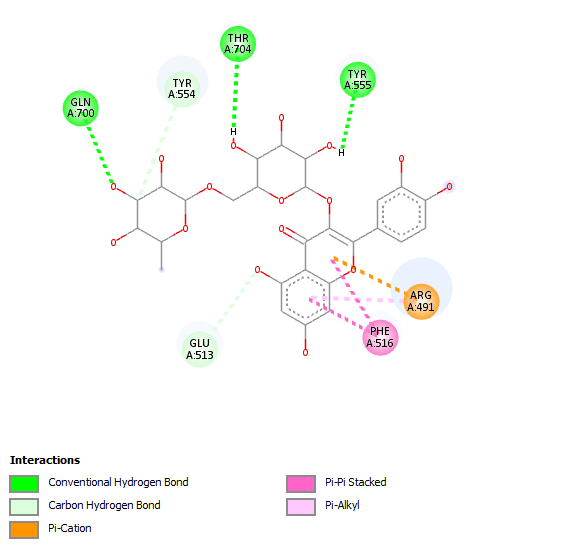 THR
A:704
TYR
A:554
TYR
A:555
GLN
A:700
H
O
O
O
H
O
O
O
O
O
O
O
O
O
O
O
O
O
ARG
A:491
GLU
A:513
PHE
A:516
Interactions
Conventional Hydrogen Bond
Carbon Hydrogen Bond
Pi-Cation
Pi-Pi Stacked
Pi-Alkyl